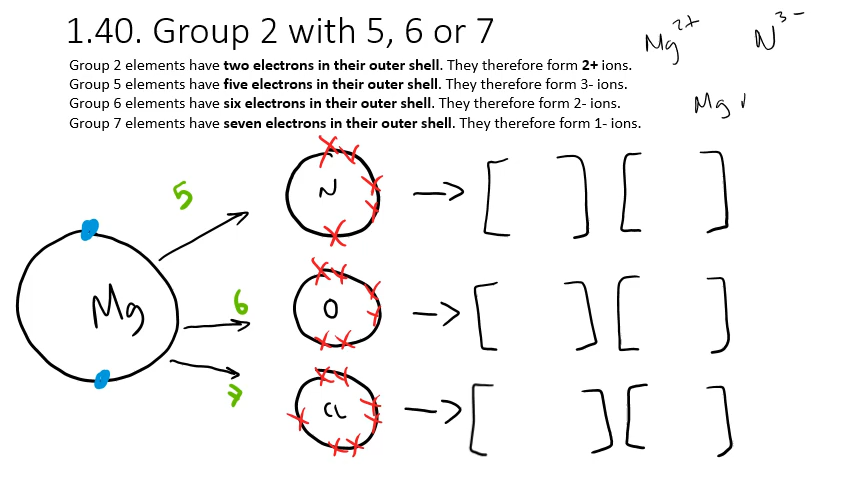 1.40. Group 2 with 5, 6 or 7
Mg2+ N3-
Group 2 elements have two electrons in their outer shell. They therefore form 2+ ions.
Group 5 elements have five electrons in their outer shell. They therefore form 3- ions.
Group 6 elements have six electrons in their outer shell. They therefore form 2- ions.
Group 7 elements have seven electrons in their outer shell. They therefore form 1- ions.
Mg
5
N
Mg
6
O
7
CL